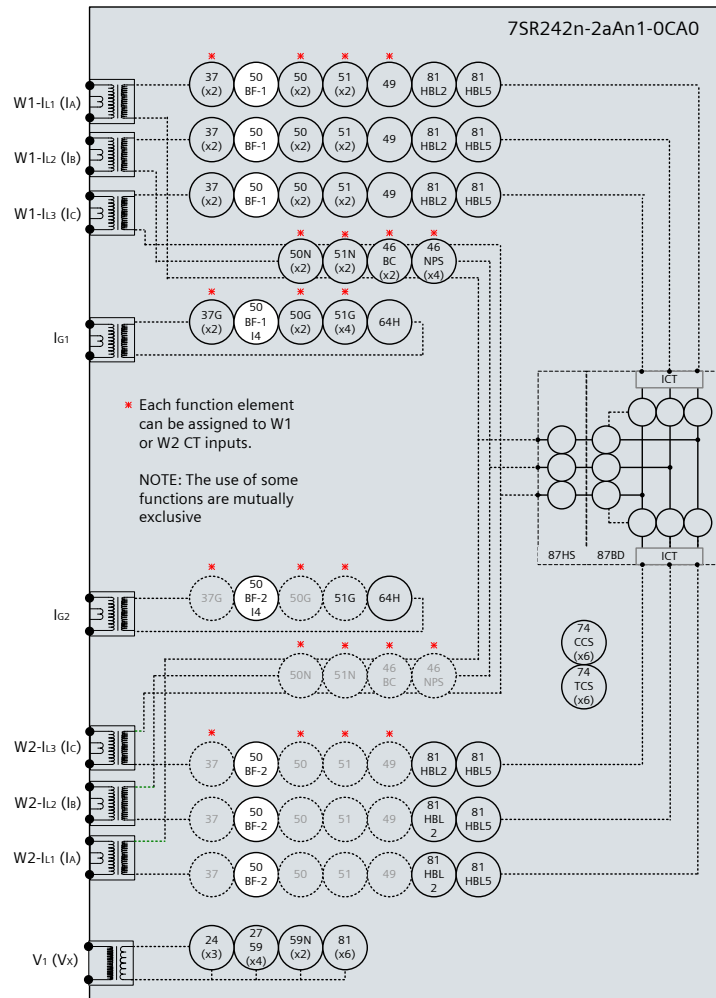 7SR242n-2aAn1-0CA0
W1-IL1 (IA)
37 (x2)
50 BF-1
50 (x2)
51 (x2)
49
81 HBL2
81 HBL5
W1-IL2 (IB)
37 (x2)
50 BF-1
50 (x2)
51 (x2)
49
81 HBL2
81 HBL5
W1-IL3 (IC)
37 (x2)
50 BF-1
50 (x2)
51 (x2)
49
81 HBL2
81 HBL5
50N (x2)
51N (x2)
46 BC (x2)
46 NPS (x4)
IG1
37G (x2)
50 BF-1 I4
50G (x2)
51G (x4)
64H
ICT
* Each function element
can be assigned to W1
or W2 CT inputs.
NOTE: The use of some
functions are mutually
exclusive
87HS
87BD
ICT
IG2
37G
50 BF-2 I4
50G
51G
64H
74 CCS (x6)
74 TCS (x6)
50N
51N
46 BC
46 NPS
W2-IL3 (IC)
37
50 BF-2
50
51
49
81 HBL2
81 HBL5
W2-IL2 (IB)
37
50 BF-2
50
51
49
81 HBL 2
81 HBL5
W2-IL1 (IA)
37
50 BF-2
50
51
49
81 HBL 2
81 HBL5
V1 (VX)
24 (x3)
27 59 (x4)
59N (x2)
81 (x6)